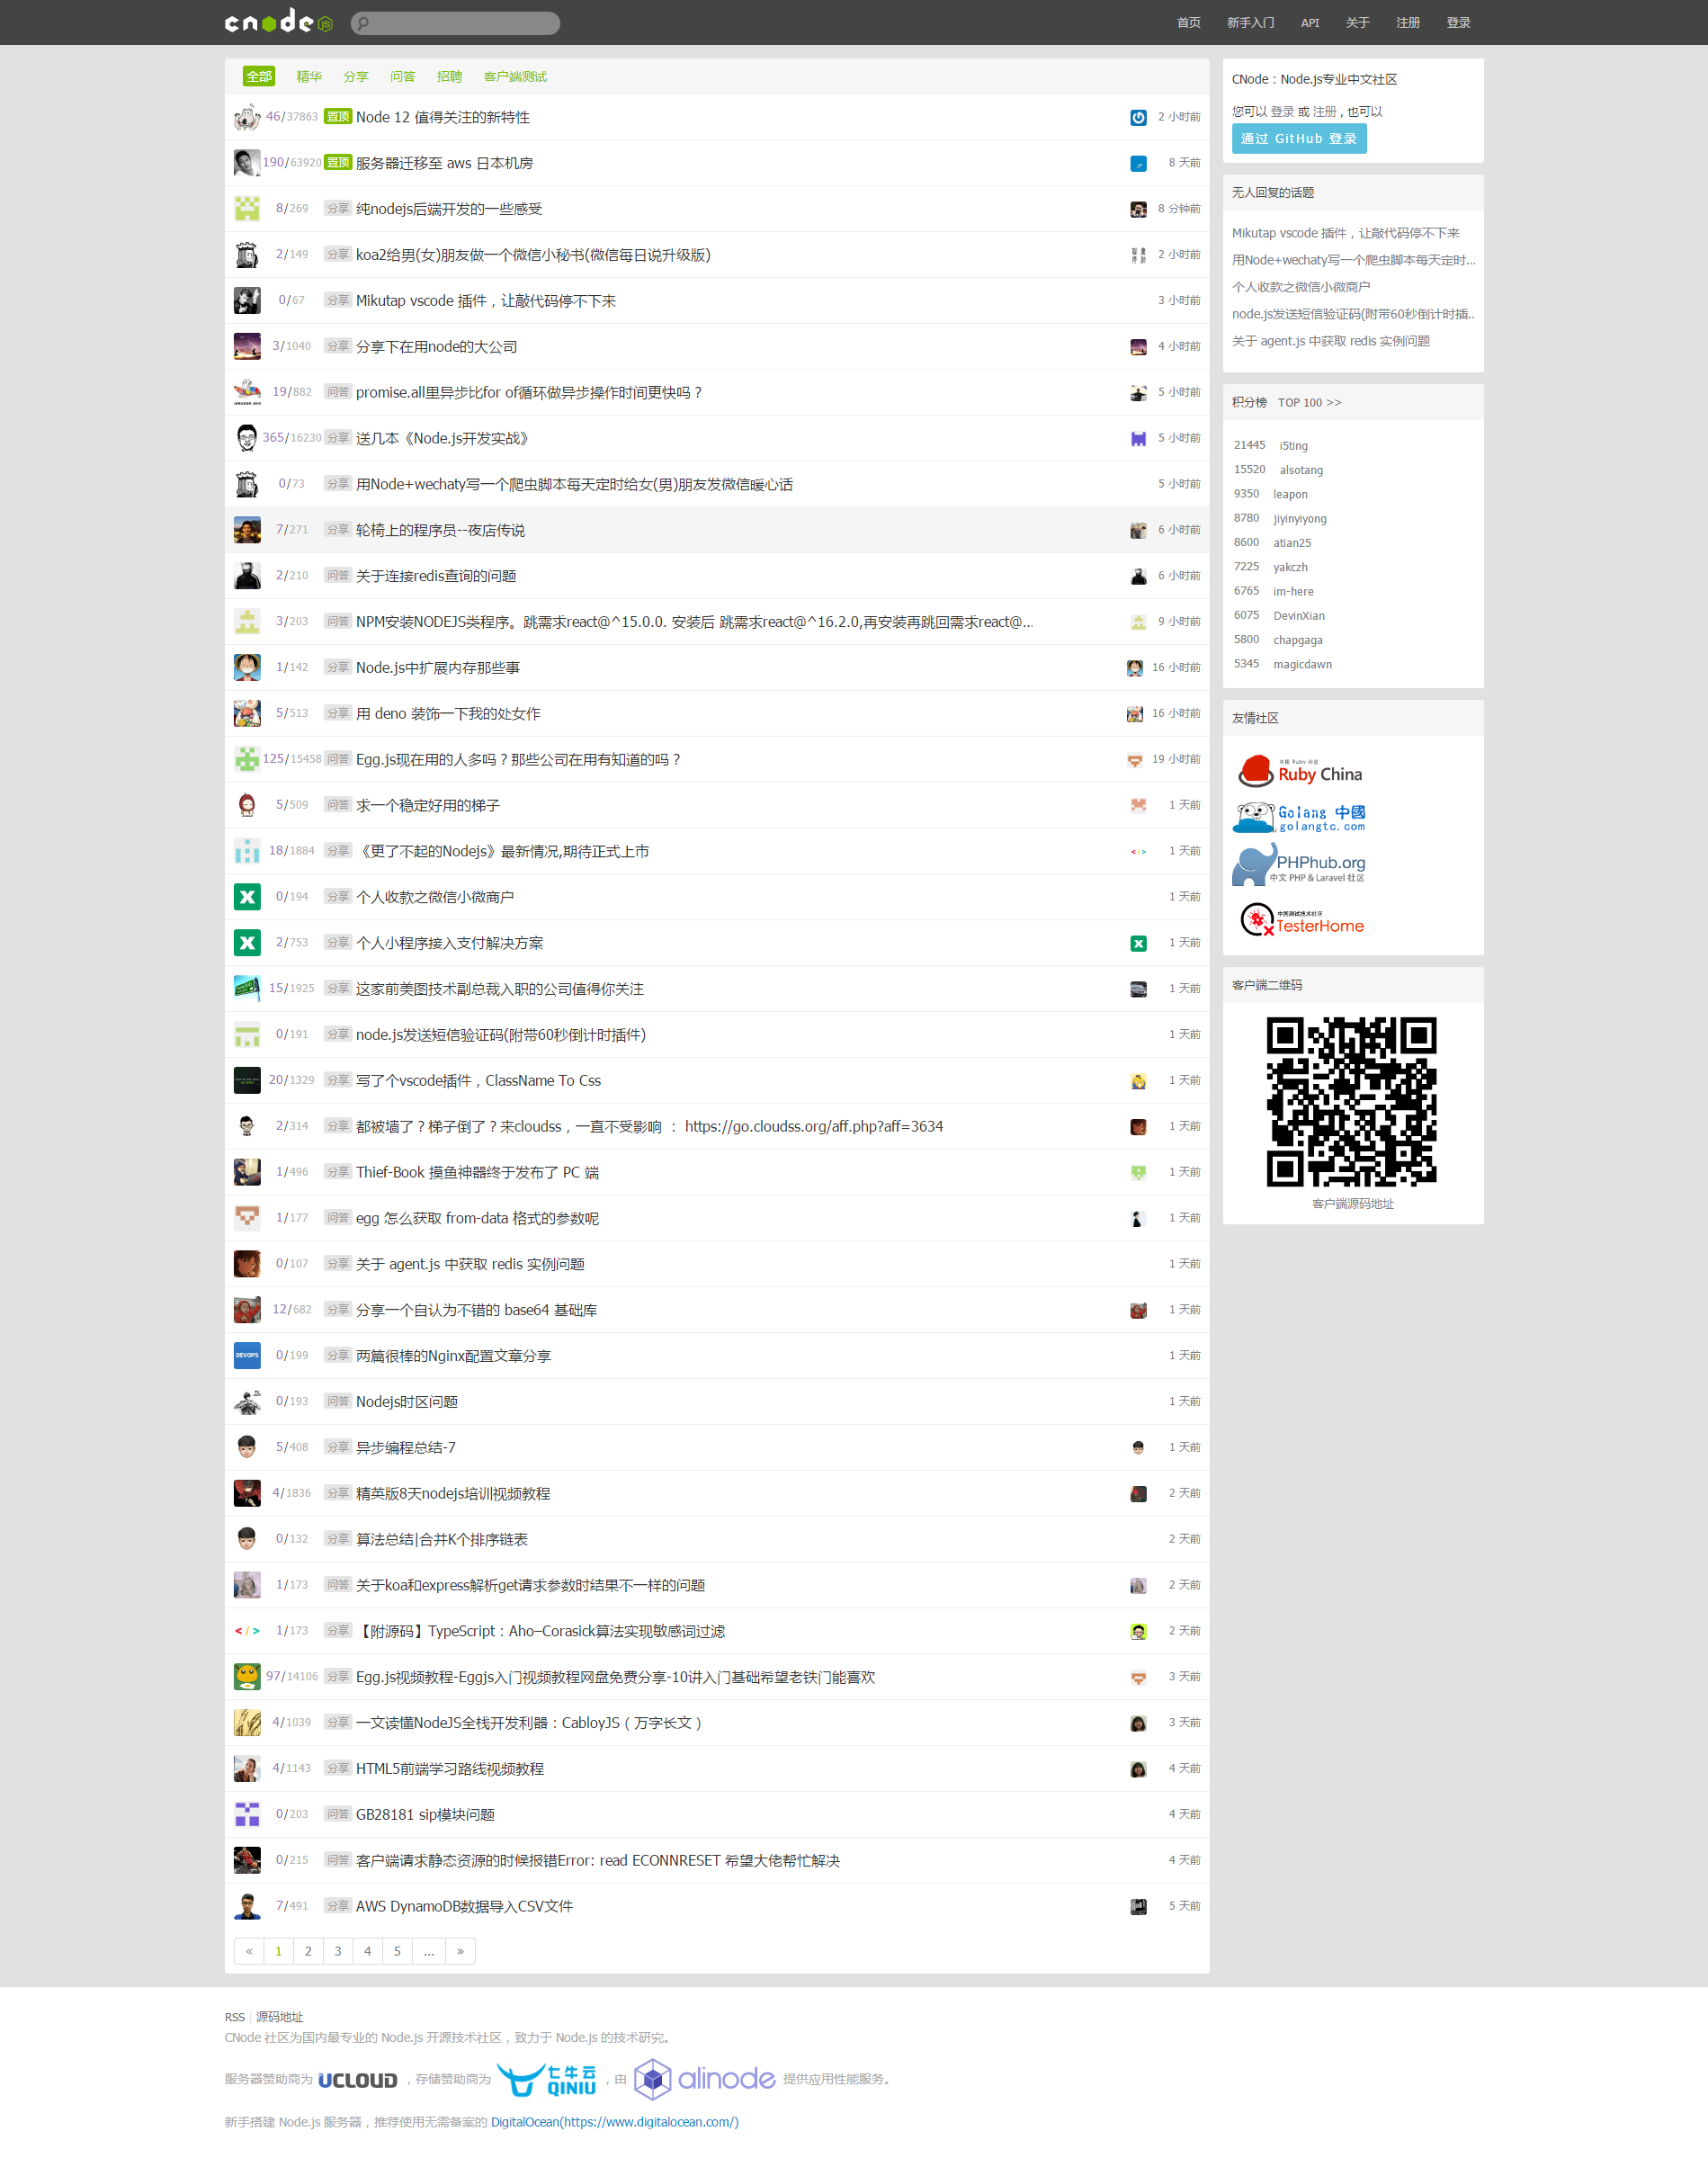 cnodejs
首页 新手入门 API 关于 注册 登录
全部 精华 分享 问答 招聘 客户端测试
46/37863 置顶 Node 12 值得关注的新特性 2 小时前
190/63920 置顶 服务器迁移至 aws 日本机房 8 天前
8/269 分享 纯nodejs后端开发的一些感受 8 分钟前
2/149 分享 koa2给男(女)朋友做一个微信小秘书(微信每日说升级版) 2 小时前
0/67 分享 Mikutap vscode 插件，让敲代码停不下来 3 小时前
3/1040 分享 分享下在用node的大公司 4 小时前
19/882 问答 promise.all里异步比for of循环做异步操作时间更快吗？ 5 小时前
365/16230 分享 送几本《Node.js开发实战》 5 小时前
0/73 分享 用Node+wechaty写一个爬虫脚本每天定时给女(男)朋友发微信暖心话 5 小时前
7/271 分享 轮椅上的程序员--夜店传说 6 小时前
2/210 问答 关于连接redis查询的问题 6 小时前
3/203 问答 NPM安装NODEJS类程序。跳需求react@^15.0.0. 安装后 跳需求react@^16.2.0,再安装再跳回需求react@... 9 小时前
1/142 分享 Node.js中扩展内存那些事 16 小时前
5/513 分享 用 deno 装饰一下我的处女作 16 小时前
125/15458 问答 Egg.js现在用的人多吗？那些公司在用有知道的吗？ 19 小时前
5/509 问答 求一个稳定好用的梯子 1 天前
18/1884 分享 《更了不起的Nodejs》最新情况,期待正式上市 1 天前
0/194 分享 个人收款之微信小微商户 1 天前
2/753 分享 个人小程序接入支付解决方案 1 天前
15/1925 分享 这家前美图技术副总裁入职的公司值得你关注 1 天前
0/191 分享 node.js发送短信验证码(附带60秒倒计时插件) 1 天前
20/1329 分享 写了个vscode插件，ClassName To Css 1 天前
2/314 分享 都被墙了？梯子倒了？来cloudss，一直不受影响 ： https://go.cloudss.org/aff.php?aff=3634 1 天前
1/496 分享 Thief-Book 摸鱼神器终于发布了 PC 端 1 天前
1/177 问答 egg 怎么获取 from-data 格式的参数呢 1 天前
0/107 分享 关于 agent.js 中获取 redis 实例问题 1 天前
12/682 分享 分享一个自认为不错的 base64 基础库 1 天前
DEVOPS 0/199 分享 两篇很棒的Nginx配置文章分享 1 天前
0/193 问答 Nodejs时区问题 1 天前
5/408 分享 异步编程总结-7 1 天前
4/1836 分享 精英版8天nodejs培训视频教程 2 天前
0/132 分享 算法总结|合并K个排序链表 2 天前
1/173 问答 关于koa和express解析get请求参数时结果不一样的问题 2 天前
1/173 分享 【附源码】TypeScript：Aho–Corasick算法实现敏感词过滤 2 天前
97/14106 分享 Egg.js视频教程-Eggjs入门视频教程网盘免费分享-10讲入门基础希望老铁门能喜欢 3 天前
4/1039 分享 一文读懂NodeJS全栈开发利器：CabloyJS（万字长文） 3 天前
4/1143 分享 HTML5前端学习路线视频教程 4 天前
0/203 问答 GB28181 sip模块问题 4 天前
0/215 问答 客户端请求静态资源的时候报错Error: read ECONNRESET 希望大佬帮忙解决 4 天前
7/491 分享 AWS DynamoDB数据导入CSV文件 5 天前
« 1 2 3 4 5 ... »
CNode：Node.js专业中文社区
您可以 登录 或 注册 , 也可以
通过 GitHub 登录
无人回复的话题
Mikutap vscode 插件，让敲代码停不下来
用Node+wechaty写一个爬虫脚本每天定时...
个人收款之微信小微商户
node.js发送短信验证码(附带60秒倒计时插..
关于 agent.js 中获取 redis 实例问题
积分榜 TOP 100 >>
21445 i5ting
15520 alsotang
9350 leapon
8780 jiyinyiyong
8600 atian25
7225 yakczh
6765 im-here
6075 DevinXian
5800 chapgaga
5345 magicdawn
友情社区
中国 Ruby 社区
Ruby China
Golang 中國
golangtc.com
PHPhub.org
中文 PHP & Laravel 社区
中国测试技术社区
TesterHome
客户端二维码
客户端源码地址
RSS | 源码地址
CNode 社区为国内最专业的 Node.js 开源技术社区，致力于 Node.js 的技术研究。
服务器赞助商为 UCLOUD ，存储赞助商为 七牛云 QINIU ，由 alinode 提供应用性能服务。
新手搭建 Node.js 服务器，推荐使用无需备案的 DigitalOcean(https://www.digitalocean.com/)